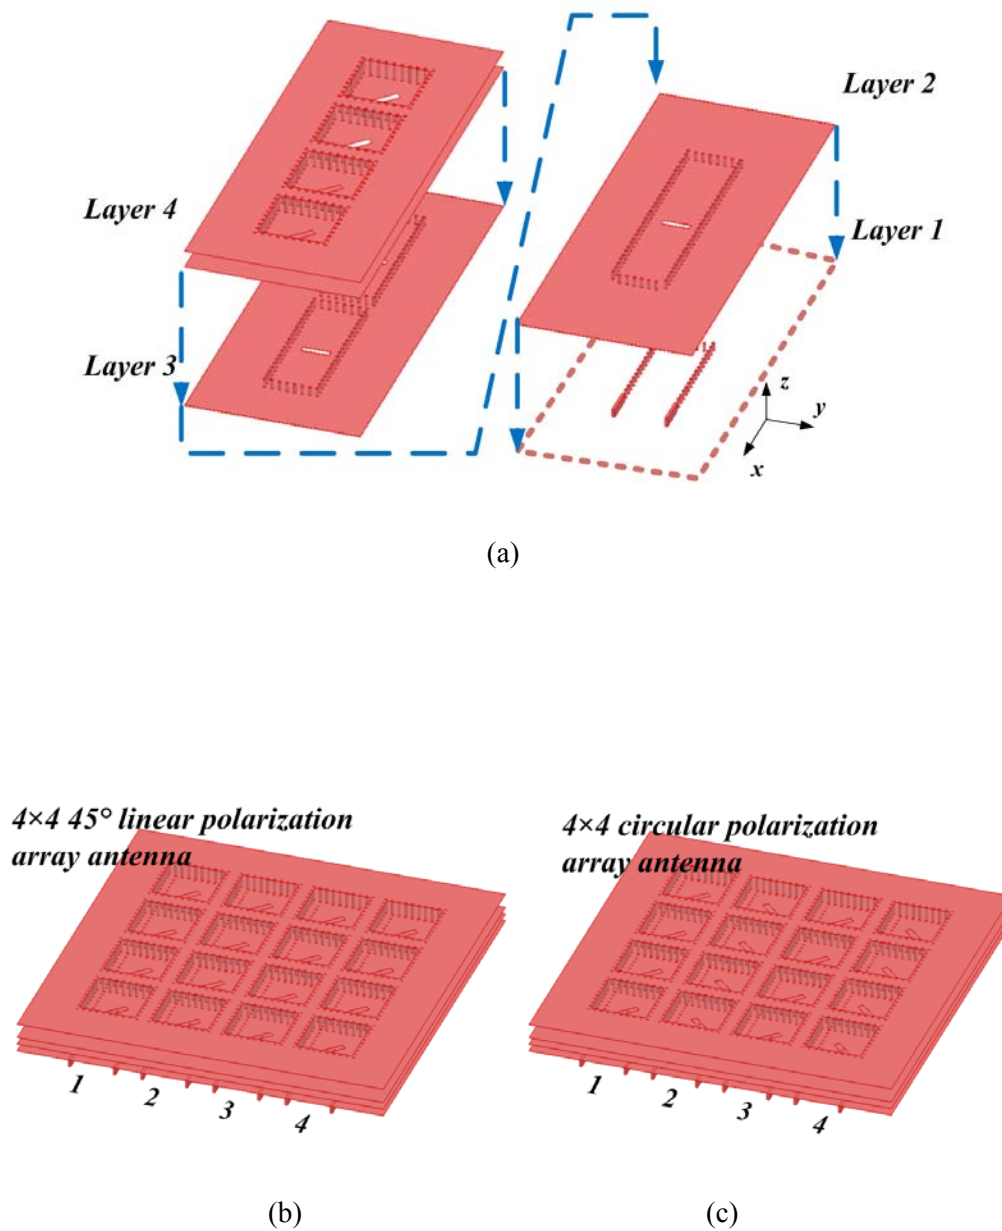 Layer 2
Layer 4
Layer 1
Layer 3
z
y
x
(a)
4×4 45° linear polarization
array antenna
4×4 circular polarization
array antenna
1
2
3
4
1
2
3
4
(b)
(c)